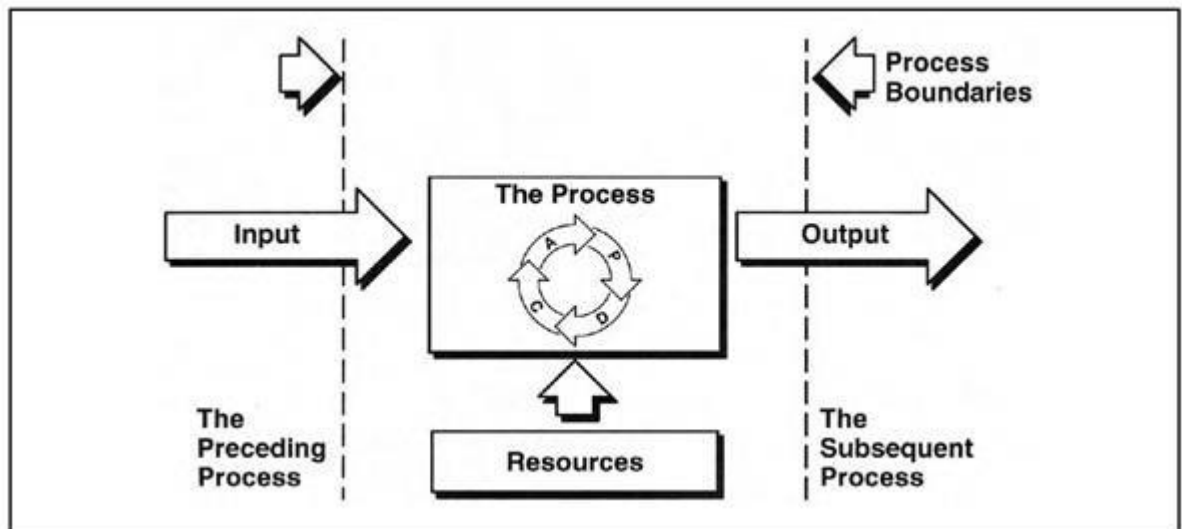 Process
Boundaries
The Process
Input
A
P
C
D
Output
The
Preceding
Process
Resources
The
Subsequent
Process